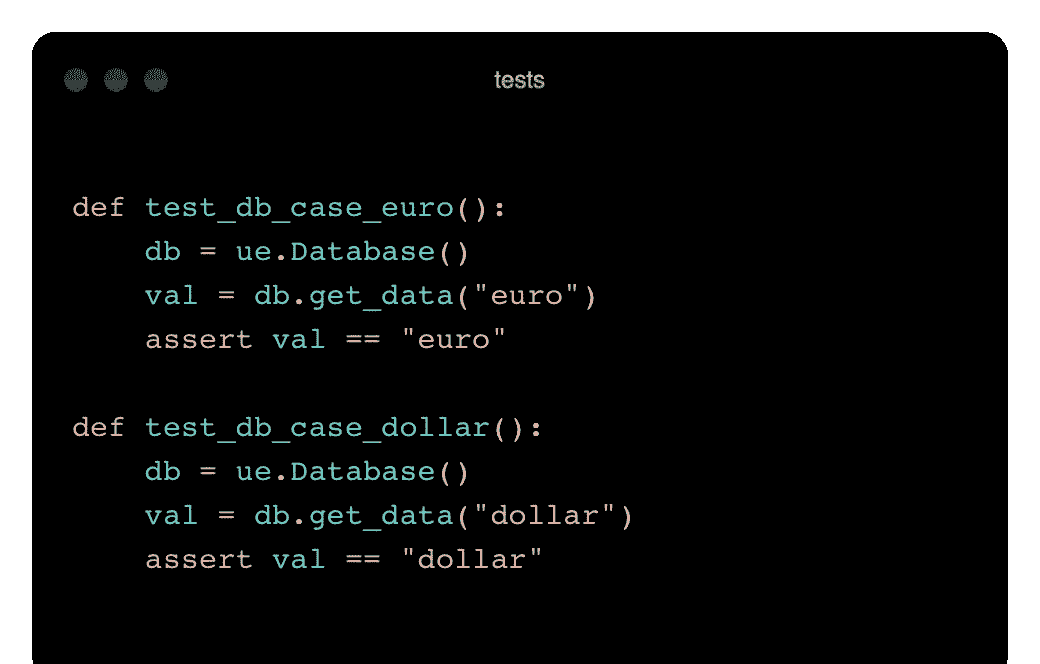 tests
def test_db_case_euro():
    db = ue.Database()
    val = db.get_data("euro")
    assert val == "euro"
def test_db_case_dollar():
    db = ue.Database()
    val = db.get_data("dollar")
    assert val == "dollar"